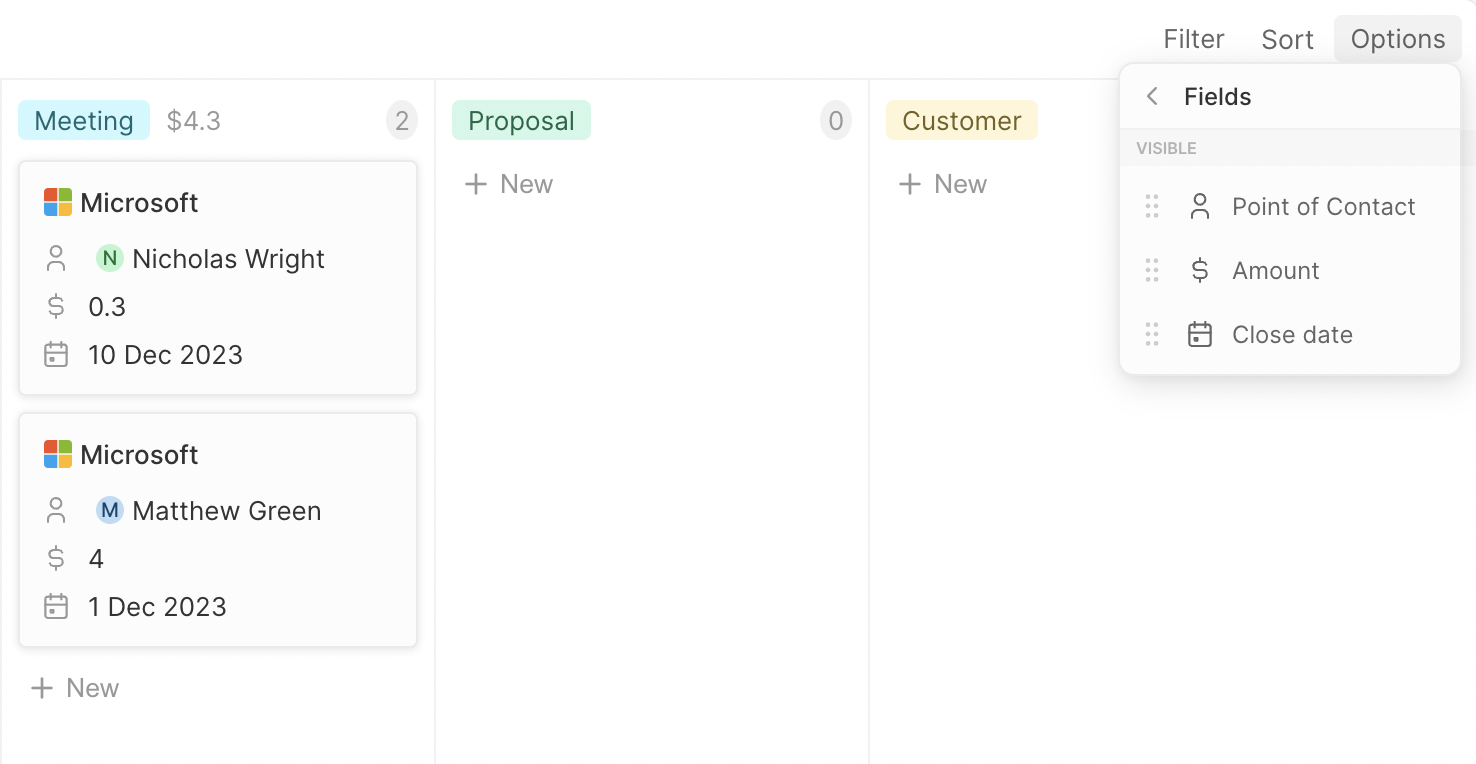 Filter Sort Options
Meeting $4.3 2
Microsoft
N Nicholas Wright
0.3
10 Dec 2023
Microsoft
M Matthew Green
4
1 Dec 2023
+ New
Proposal 0
+ New
Customer
+ New
Fields
VISIBLE
Point of Contact
$ Amount
Close date